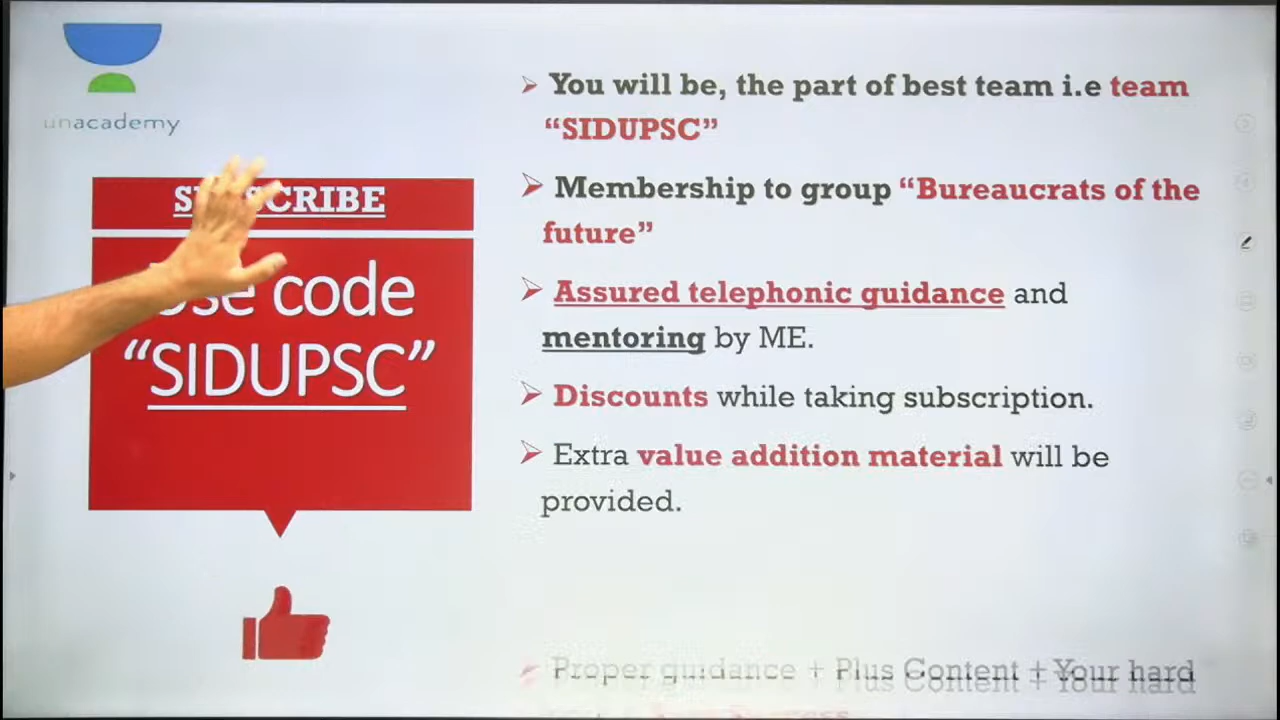 unacademy
SUBSCRIBE
Use code
“SIDUPSC”
➢ You will be, the part of best team i.e team
“SIDUPSC”
➢ Membership to group “Bureaucrats of the
future”
➢ Assured telephonic guidance and
mentoring by ME.
➢ Discounts while taking subscription.
➢ Extra value addition material will be
provided.
➢ Proper guidance + Plus Content + Your hard